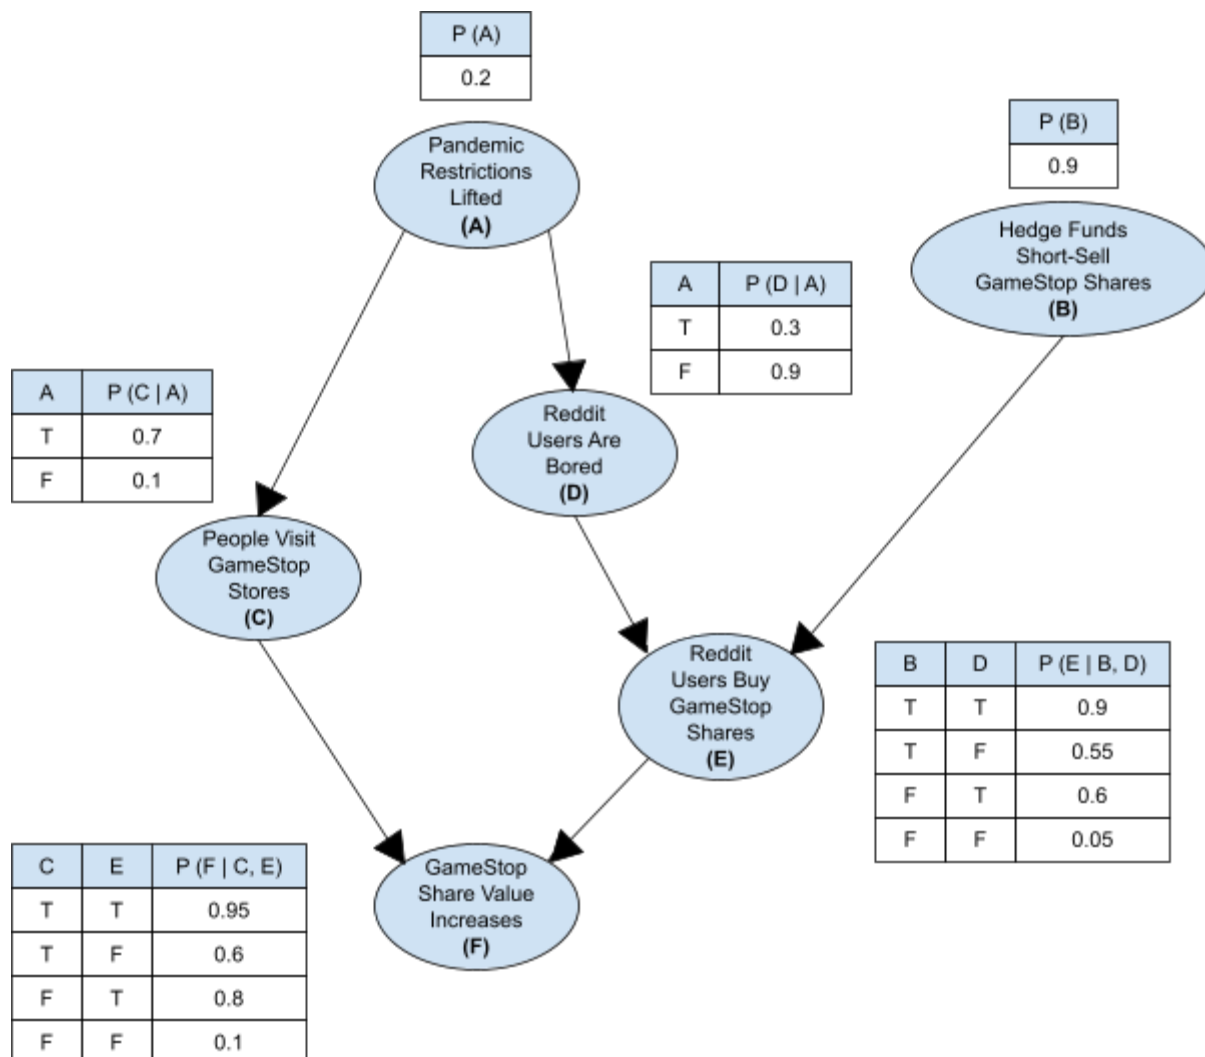 P (A)
0.2
Pandemic
Restrictions
Lifted
(A)
P (B)
0.9
Hedge Funds
Short-Sell
GameStop Shares
(B)
A P (D | A)
T 0.3
F 0.9
A P (C | A)
T 0.7
F 0.1
Reddit
Users Are
Bored
(D)
People Visit
GameStop
Stores
(C)
Reddit
Users Buy
GameStop
Shares
(E)
B D P (E | B, D)
T T 0.9
T F 0.55
F T 0.6
F F 0.05
C E P (F | C, E)
T T 0.95
T F 0.6
F T 0.8
F F 0.1
GameStop
Share Value
Increases
(F)